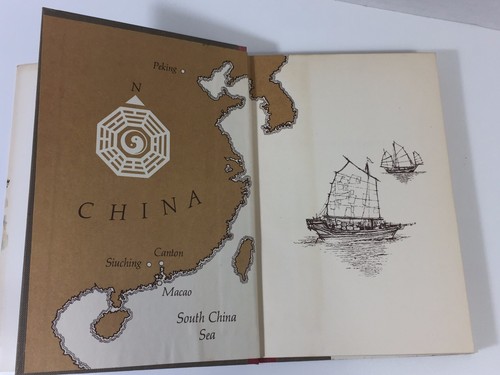 Peking
N
CHINA
Canton
Siuching
Macao
South China
Sea